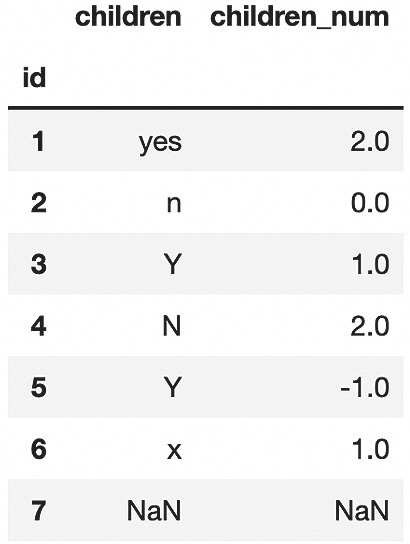 children children_num
id
1 yes 2.0
2 n 0.0
3 Y 1.0
4 N 2.0
5 Y -1.0
6 x 1.0
7 NaN NaN